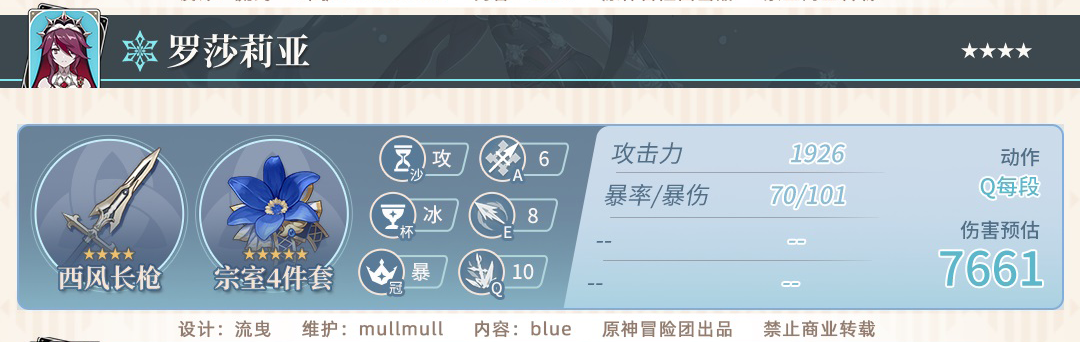 罗莎莉亚
★★★★
★★★★
西风长枪
★★★★★
宗室4件套
沙 攻
A 6
杯 冰
E 8
冠 暴
Q 10
攻击力 1926
暴率/暴伤 70/101
-- --
-- --
动作
Q每段
伤害预估
7661
设计：流曳 维护：mullmull 内容：blue 原神冒险团出品 禁止商业转载